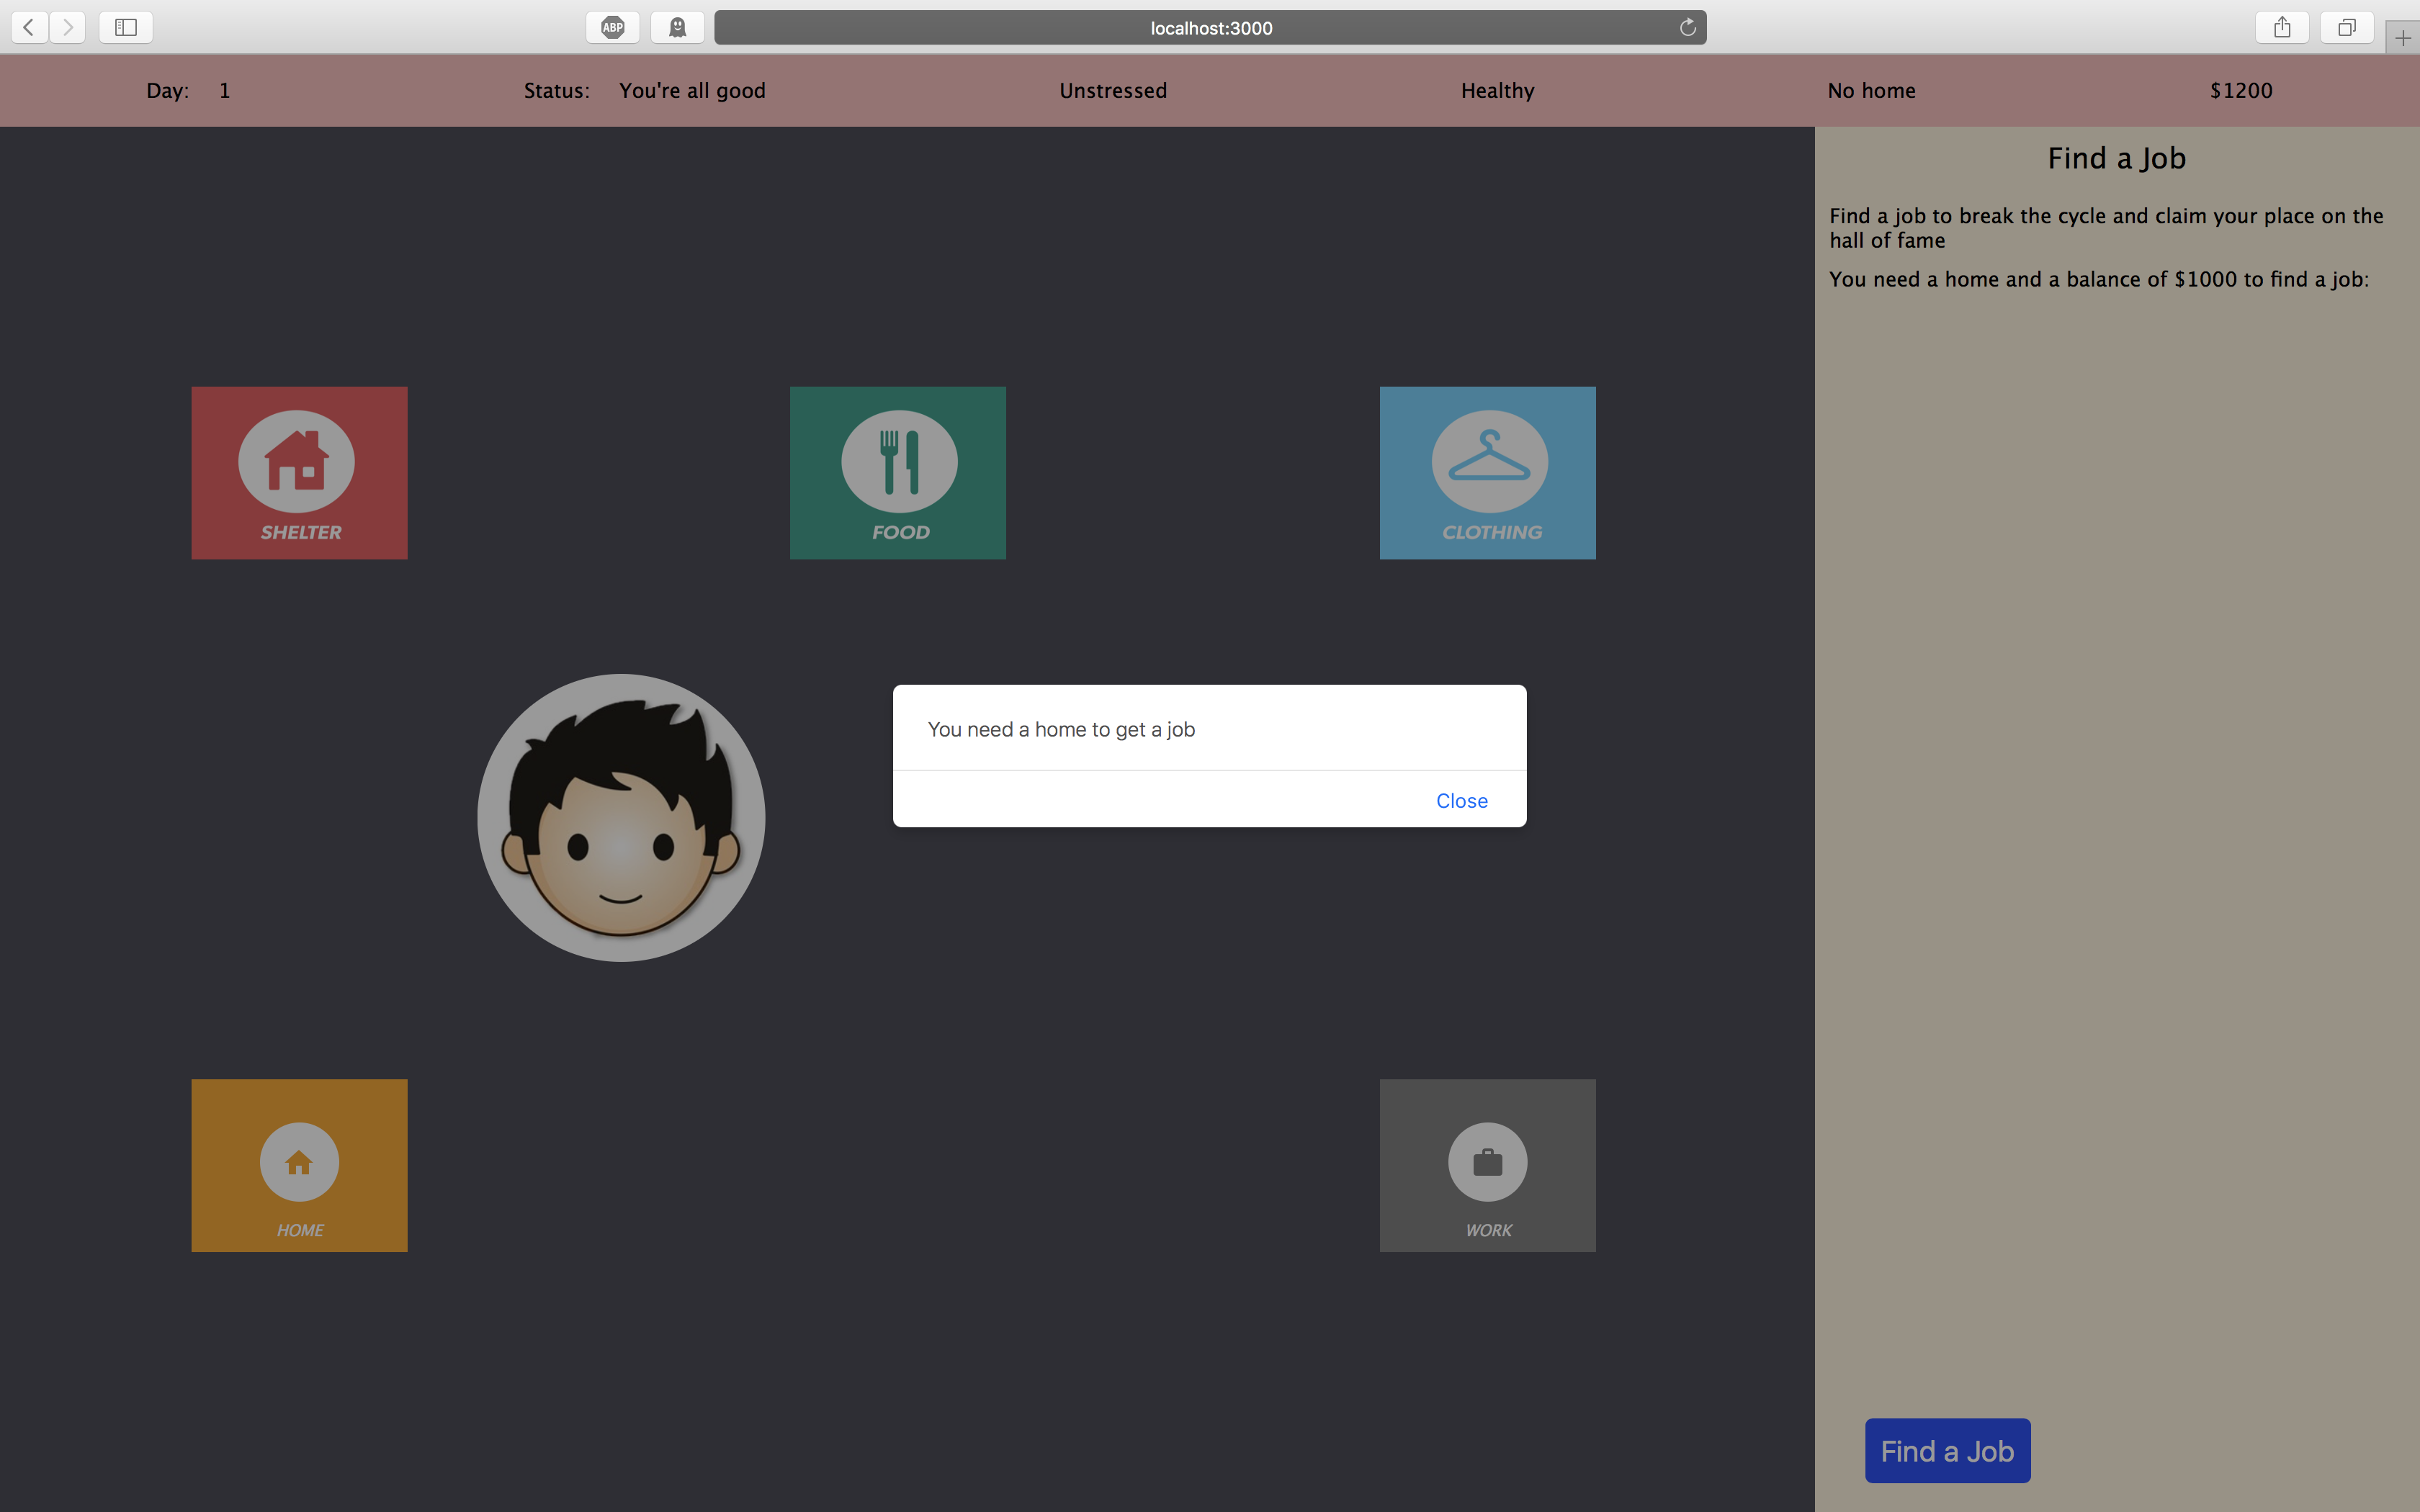 ABP
localhost:3000
Day: 1 Status: You're all good Unstressed Healthy No home $1200
Find a Job
Find a job to break the cycle and claim your place on the
hall of fame
You need a home and a balance of $1000 to find a job:
SHELTER
FOOD
CLOTHING
You need a home to get a job
Close
HOME
WORK
Find a Job